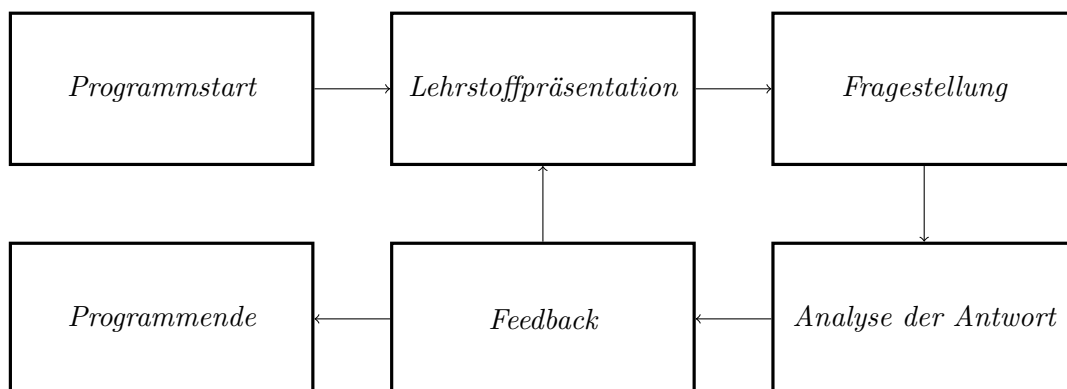 Programmstart
Lehrstoffpräsentation
Fragestellung
Programmende
Feedback
Analyse der Antwort